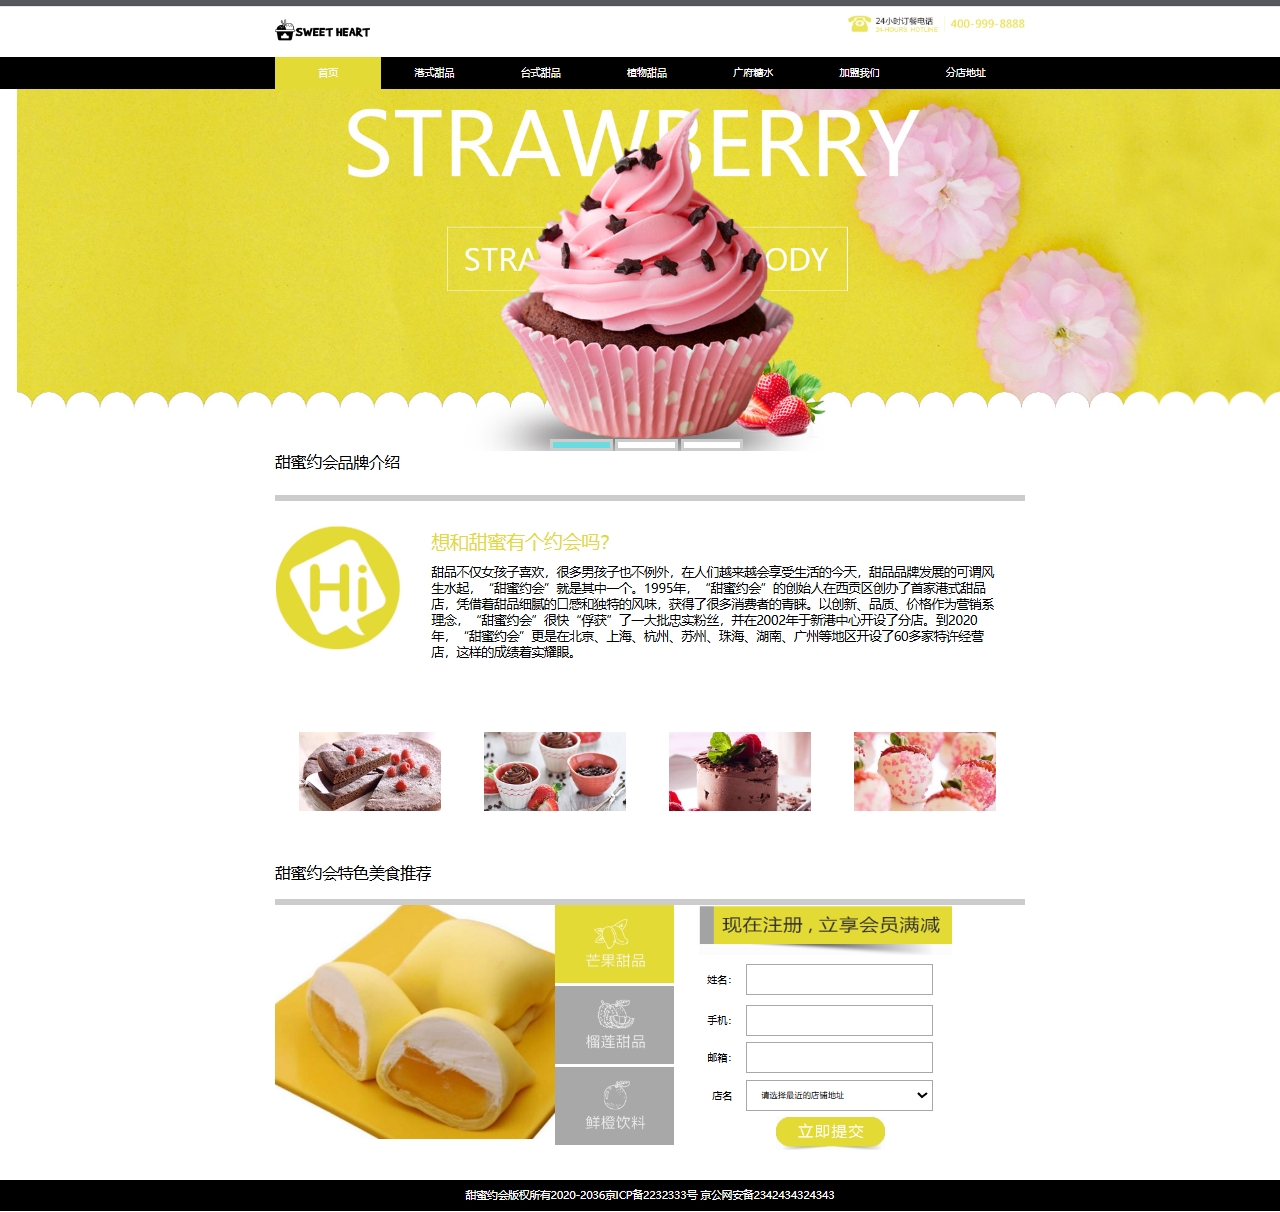 SWEET HEART
24小时订餐电话
24 HOURS HOTLINE
400-999-8888
首页
港式甜品
台式甜品
植物甜品
广府糖水
加盟我们
分店地址
STRAWBERRY
STRA
ODY
甜蜜约会品牌介绍
Hi
想和甜蜜有个约会吗?
甜品不仅女孩子喜欢，很多男孩子也不例外，在人们越来越会享受生活的今天，甜品品牌发展的可谓风
生水起，“甜蜜约会”就是其中一个。1995年，“甜蜜约会”的创始人在西贡区创办了首家港式甜品
店，凭借着甜品细腻的口感和独特的风味，获得了很多消费者的青睐。以创新、品质、价格作为营销系
理念，“甜蜜约会”很快“俘获”了一大批忠实粉丝，并在2002年于新港中心开设了分店。到2020
年，“甜蜜约会”更是在北京、上海、杭州、苏州、珠海、湖南、广州等地区开设了60多家特许经营
店，这样的成绩着实耀眼。
甜蜜约会特色美食推荐
芒果甜品
榴莲甜品
鲜橙饮料
现在注册，立享会员满减
姓名：
手机：
邮箱：
店名
请选择最近的店铺地址
立即提交
甜蜜约会版权所有2020-2036京ICP备2232333号 京公网安备2342434324343